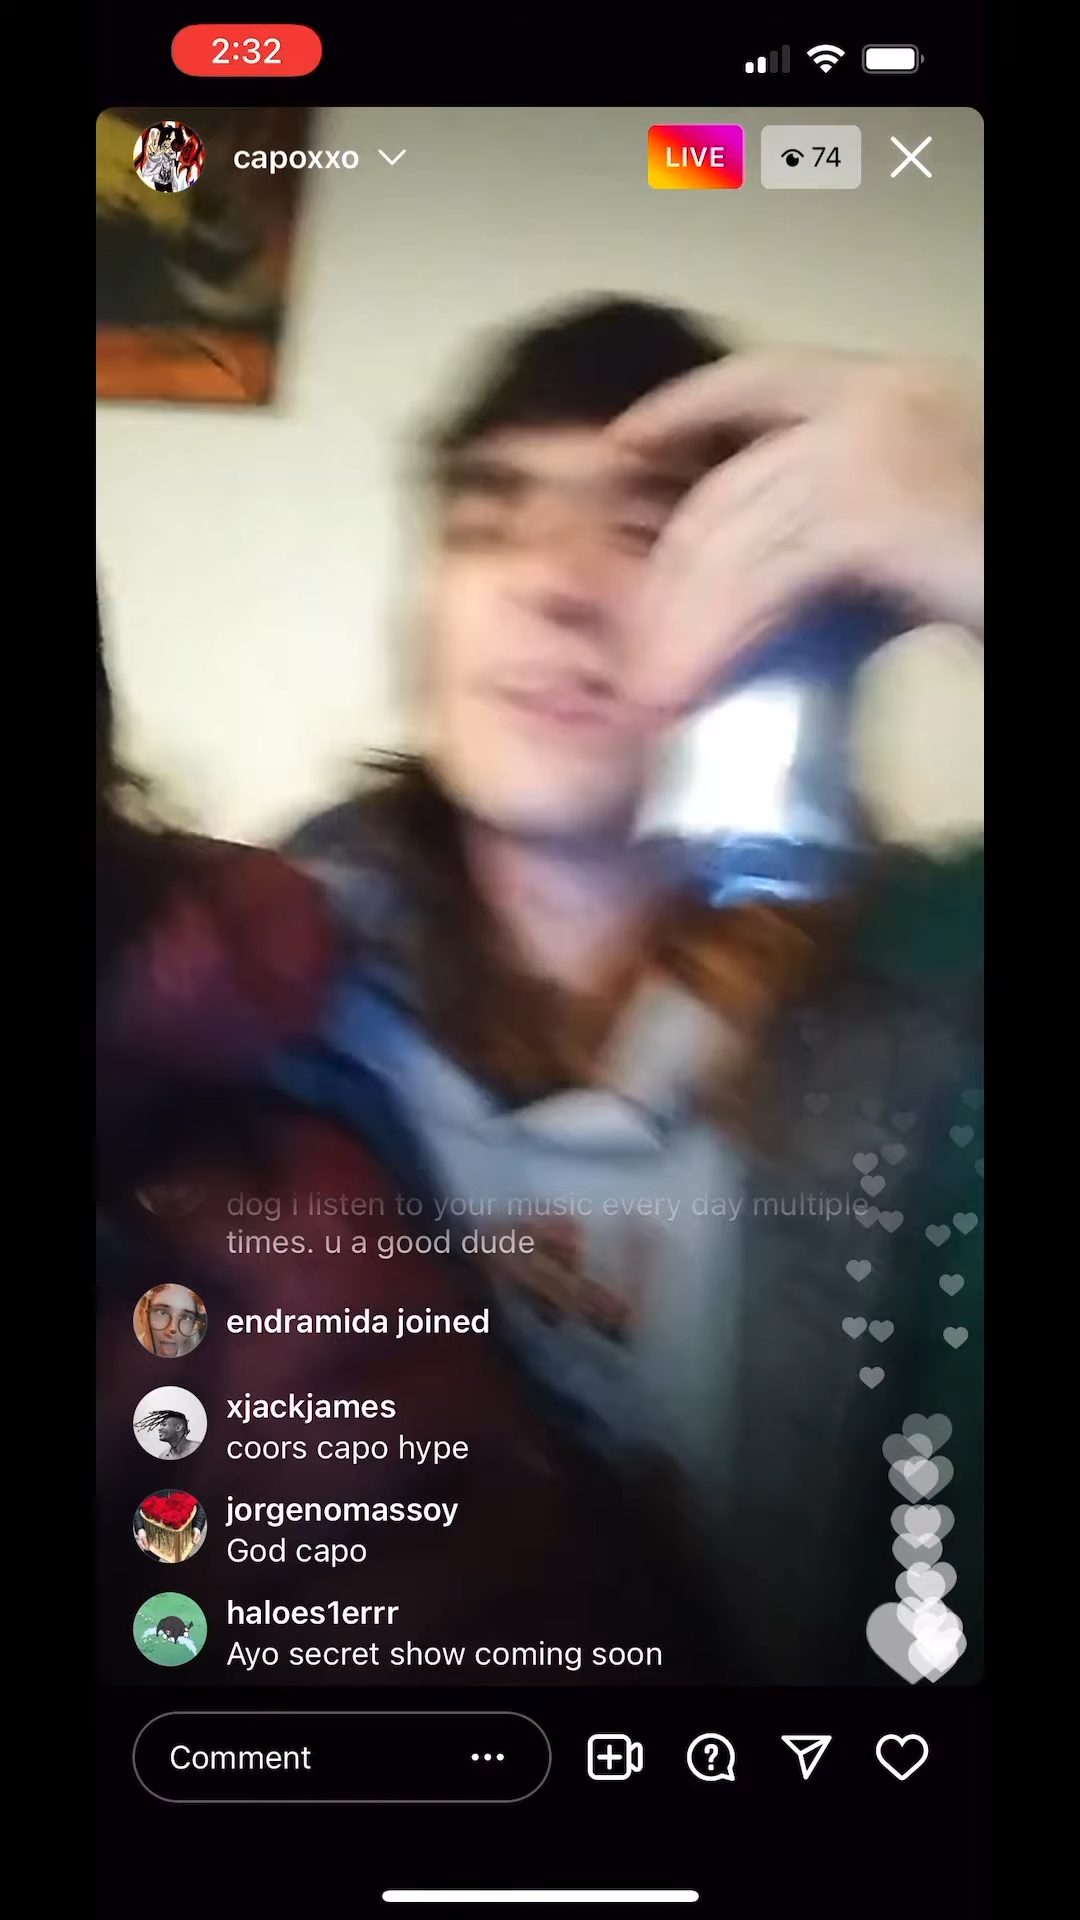 2:32
capoxxo
LIVE
74
dog i listen to your music every day multiple
times. u a good dude
endramida joined
xjackjames
coors capo hype
jorgenomassoy
God capo
haloes1errr
Ayo secret show coming soon
Comment